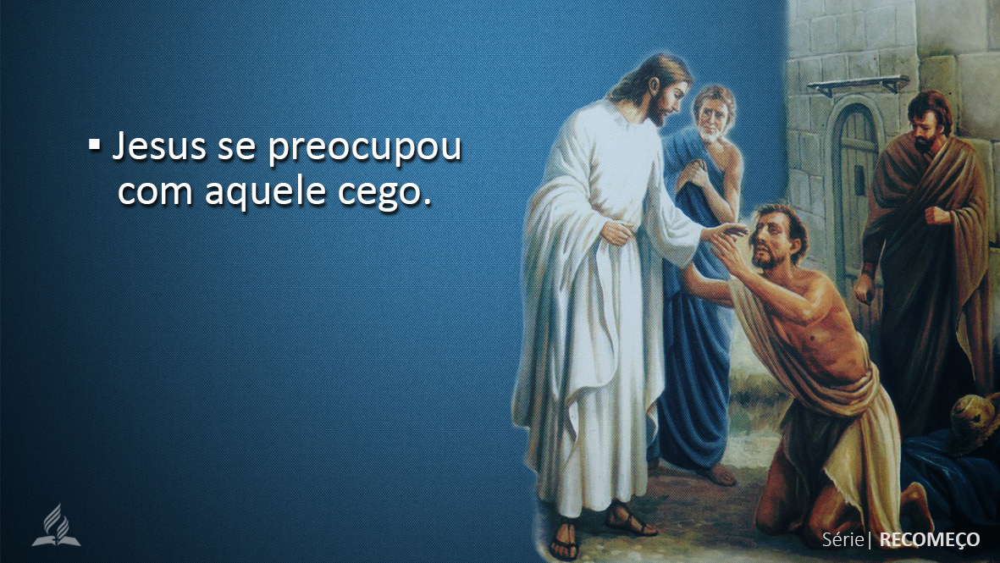 ▪ Jesus se preocupou
com aquele cego.
Série| RECOMEÇO